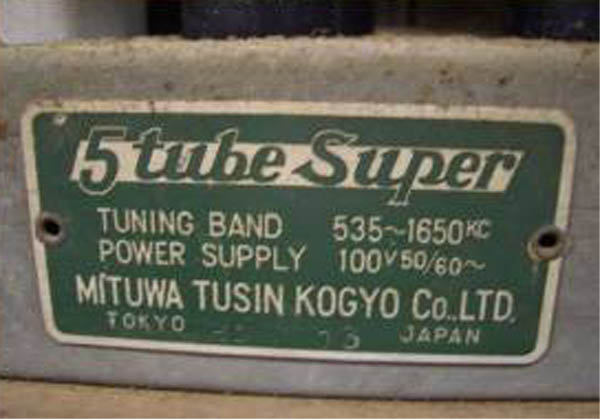 5 tube Super
TUNING BAND 535~1650KC
POWER SUPPLY 100V 50/60~
MITUWA TUSIN KOGYO Co.,LTD.
TOKYO JAPAN